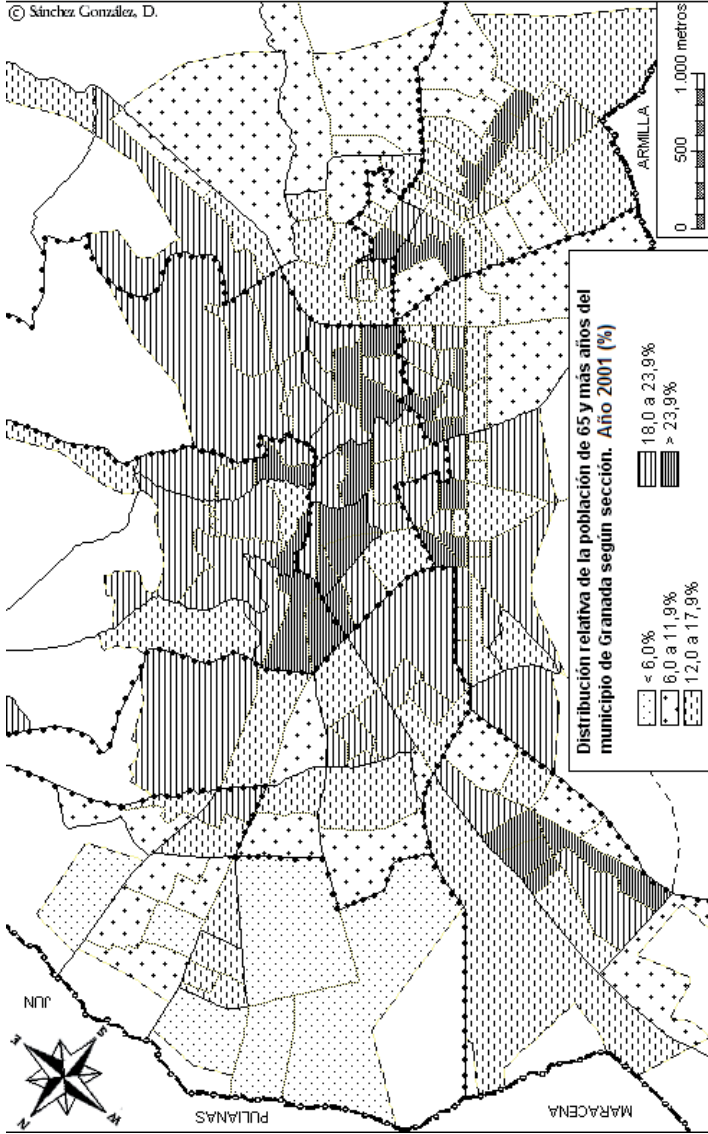 © Sánchez González, D.
JUN
PULIANAS
MARACENA
ARMILLA
0 500 1.000 metros
Distribución relativa de la población de 65 y más años del
municipio de Granada según sección. Año 2001 (%)
< 6,0%
6,0 a 11,9%
12,0 a 17,9%
18,0 a 23,9%
> 23,9%
N
E
S
W